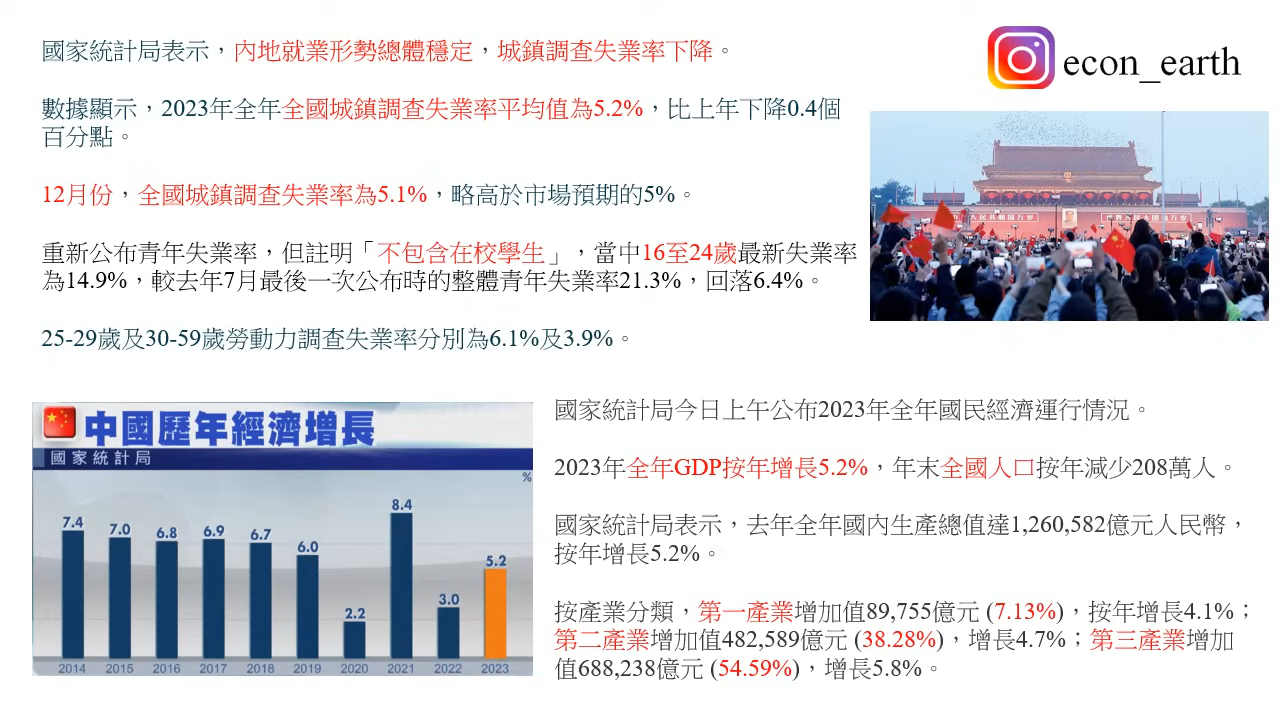 國家統計局表示，內地就業形勢總體穩定，城鎮調查失業率下降。
數據顯示，2023年全年全國城鎮調查失業率平均值為5.2%，比上年下降0.4個
百分點。
12月份，全國城鎮調查失業率為5.1%，略高於市場預期的5%。
重新公布青年失業率，但註明「不包含在校學生」，當中16至24歲最新失業率
為14.9%，較去年7月最後一次公布時的整體青年失業率21.3%，回落6.4%。
25-29歲及30-59歲勞動力調查失業率分別為6.1%及3.9%。
econ_earth
中國歷年經濟增長
國家統計局
%
7.4
7.0
6.8
6.9
6.7
6.0
2.2
8.4
3.0
5.2
2014 2015 2016 2017 2018 2019 2020 2021 2022 2023
國家統計局今日上午公布2023年全年國民經濟運行情況。
2023年全年GDP按年增長5.2%，年末全國人口按年減少208萬人。
國家統計局表示，去年全年國內生產總值達1,260,582億元人民幣，
按年增長5.2%。
按產業分類，第一產業增加值89,755億元 (7.13%)，按年增長4.1%；
第二產業增加值482,589億元 (38.28%)，增長4.7%；第三產業增加
值688,238億元 (54.59%)，增長5.8%。